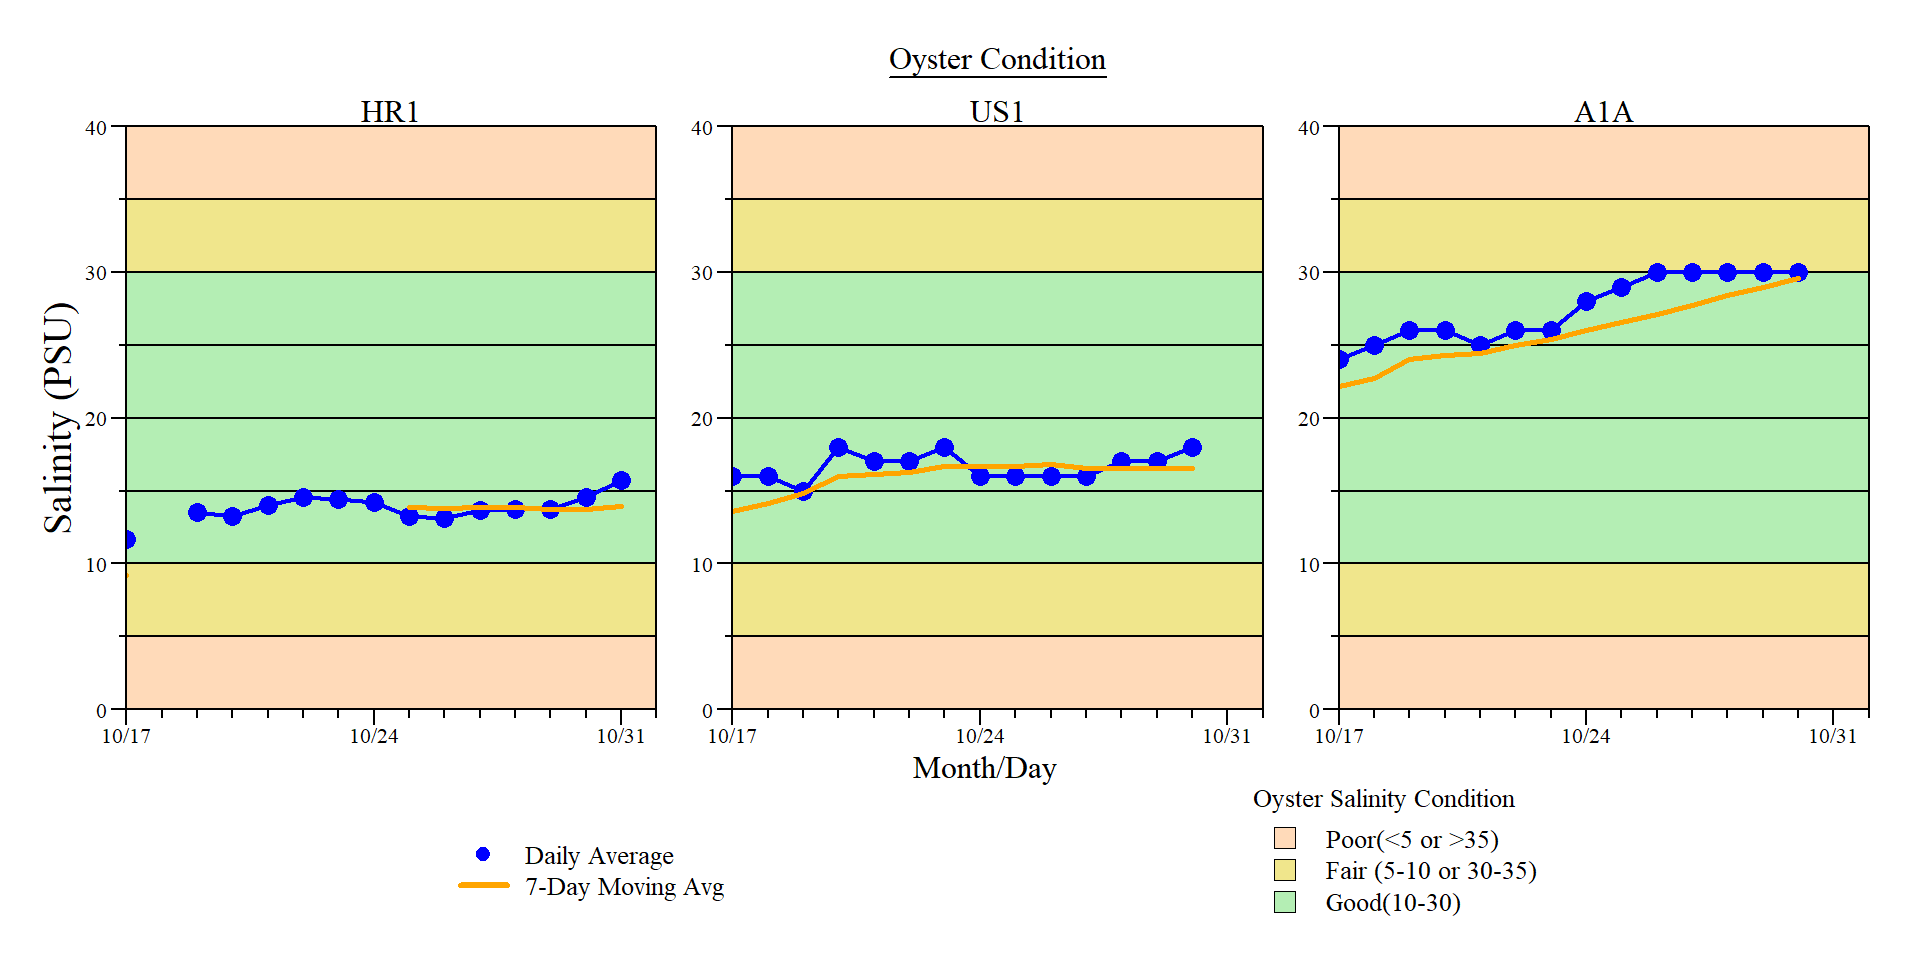 Oyster Condition
HR1
US1
A1A
Salinity (PSU)
40
30
20
10
0
10/17
10/24
10/31
40
30
20
10
0
10/17
10/24
10/31
40
30
20
10
0
10/17
10/24
10/31
Month/Day
Daily Average
7-Day Moving Avg
Oyster Salinity Condition
Poor(<5 or >35)
Fair (5-10 or 30-35)
Good(10-30)